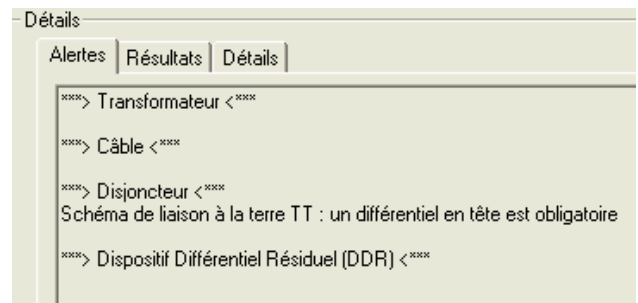 Détails
Alertes Résultats Détails
***> Transformateur <***
***> Câble <***
***> Disjoncteur <***
Schéma de liaison à la terre TT : un différentiel en tête est obligatoire
***> Dispositif Différentiel Résiduel (DDR) <***